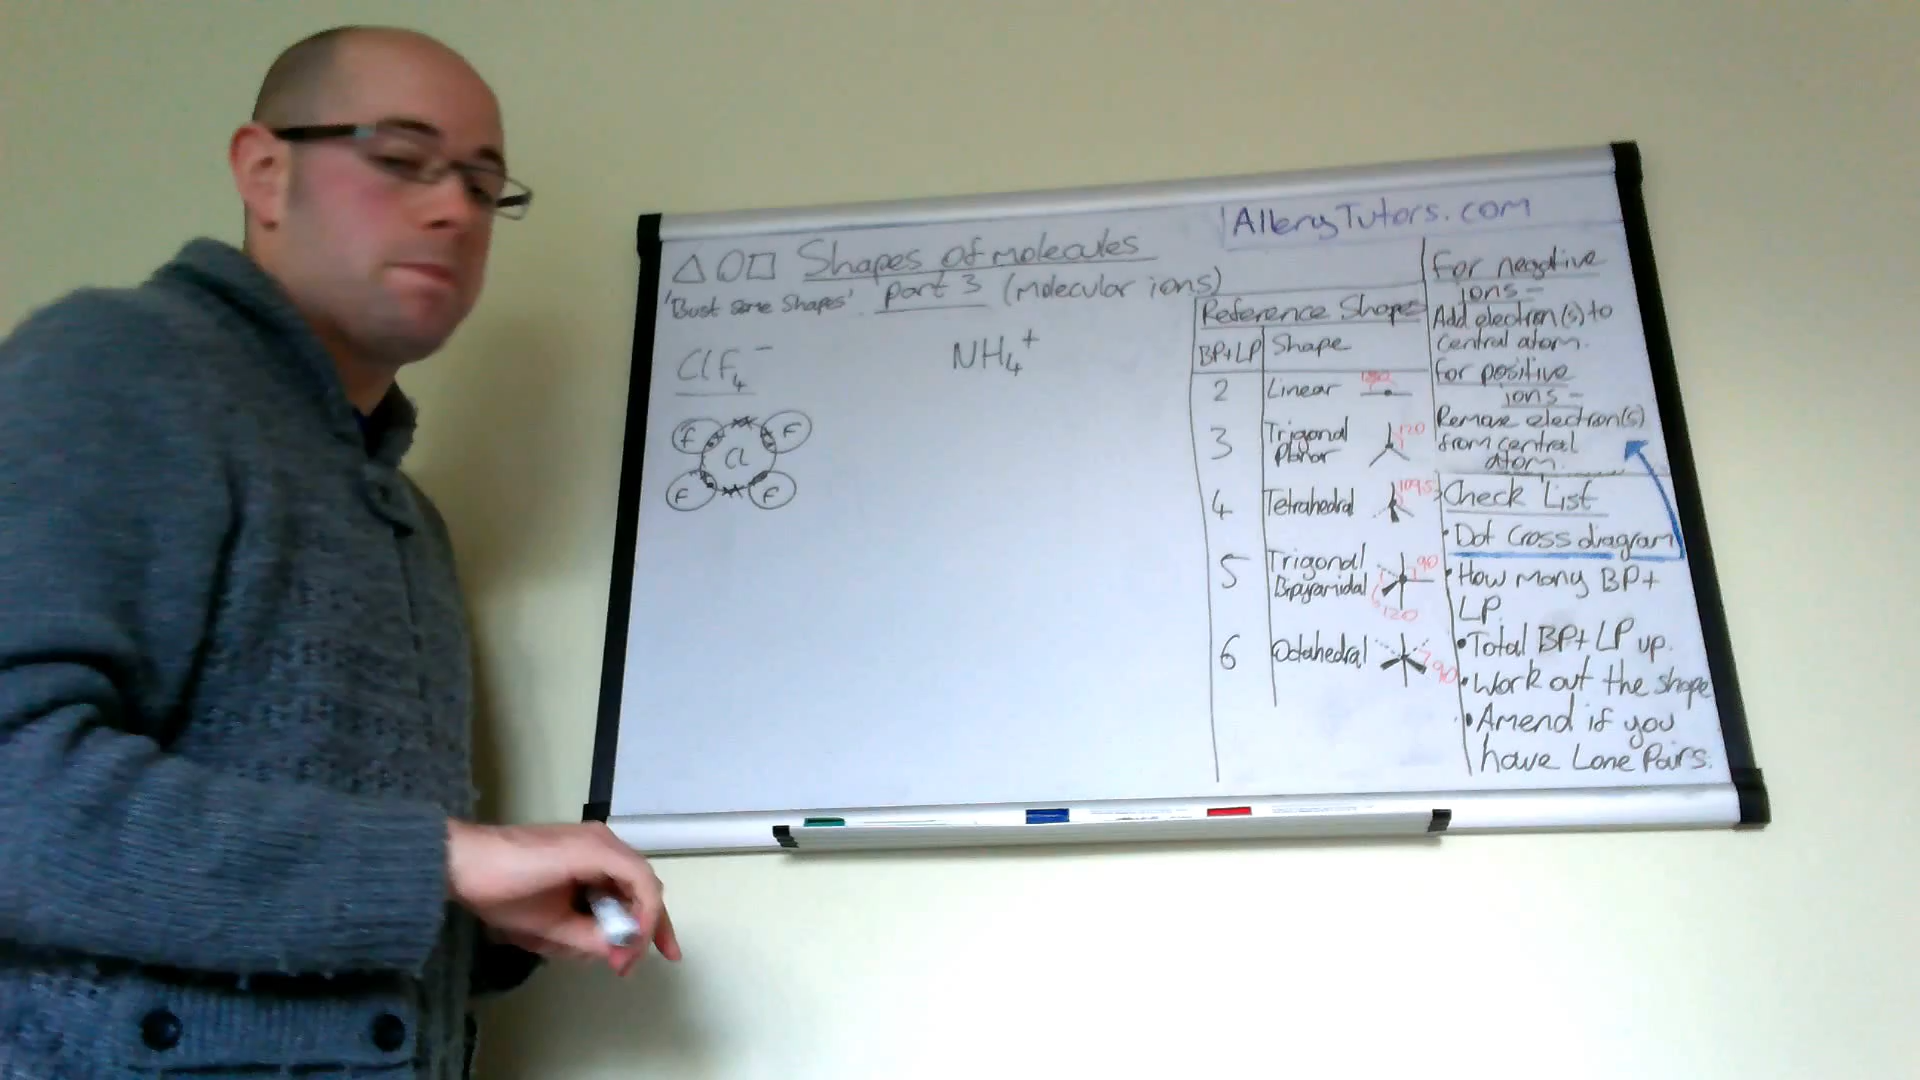 AlleryTutors.com
Shapes of molecules
'Bust some Shapes' part 3 (molecular ions)
ClF₄⁻
NH₄⁺
F F
Cl
F F
Reference Shapes
BP+LP Shape
2 Linear 180
3 Trigonal Planar 120
4 Tetrahedral 109.5
5 Trigonal Bipyramidal 90 120
6 Octahedral 90
For negative
ions -
Add electron(s) to
central atom.
for positive
ions -
Remove electron(s)
from central
atom.
Check List
• Dot Cross diagram
• How many BP+
LP.
• Total BP+ LP up.
• Work out the shape
• Amend if you
have Lone Pairs.